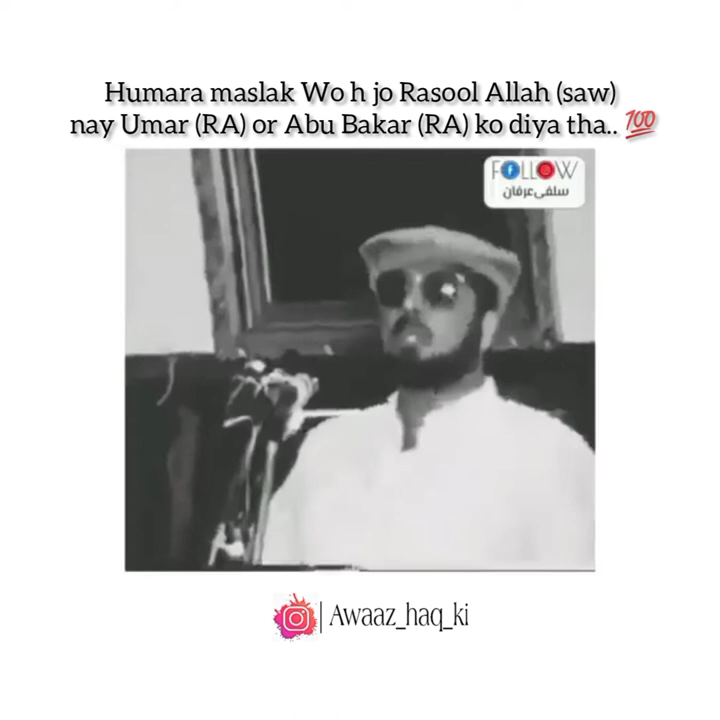 Humara maslak Wo h jo Rasool Allah (saw)
nay Umar (RA) or Abu Bakar (RA) ko diya tha.. 💯
FOLLOW
سلفی عرفان
Awaaz_haq_ki